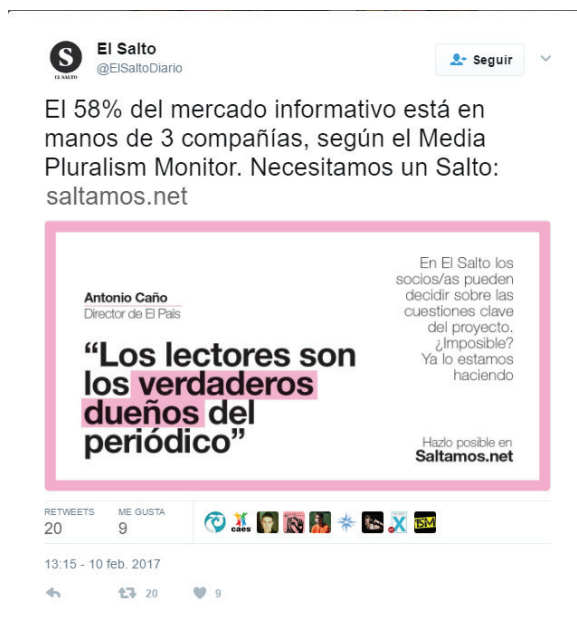 El Salto
@ElSaltoDiario
Seguir
El 58% del mercado informativo está en
manos de 3 compañías, según el Media
Pluralism Monitor. Necesitamos un Salto:
saltamos.net
Antonio Caño
Director de El País
“Los lectores son
los verdaderos
dueños del
periódico”
En El Salto los
socios/as pueden
decidir sobre las
cuestiones clave
del proyecto.
¿Imposible?
Ya lo estamos
haciendo
Hazlo posible en
Saltamos.net
RETWEETS
20
ME GUSTA
9
caes
13:15 - 10 feb. 2017
20
9